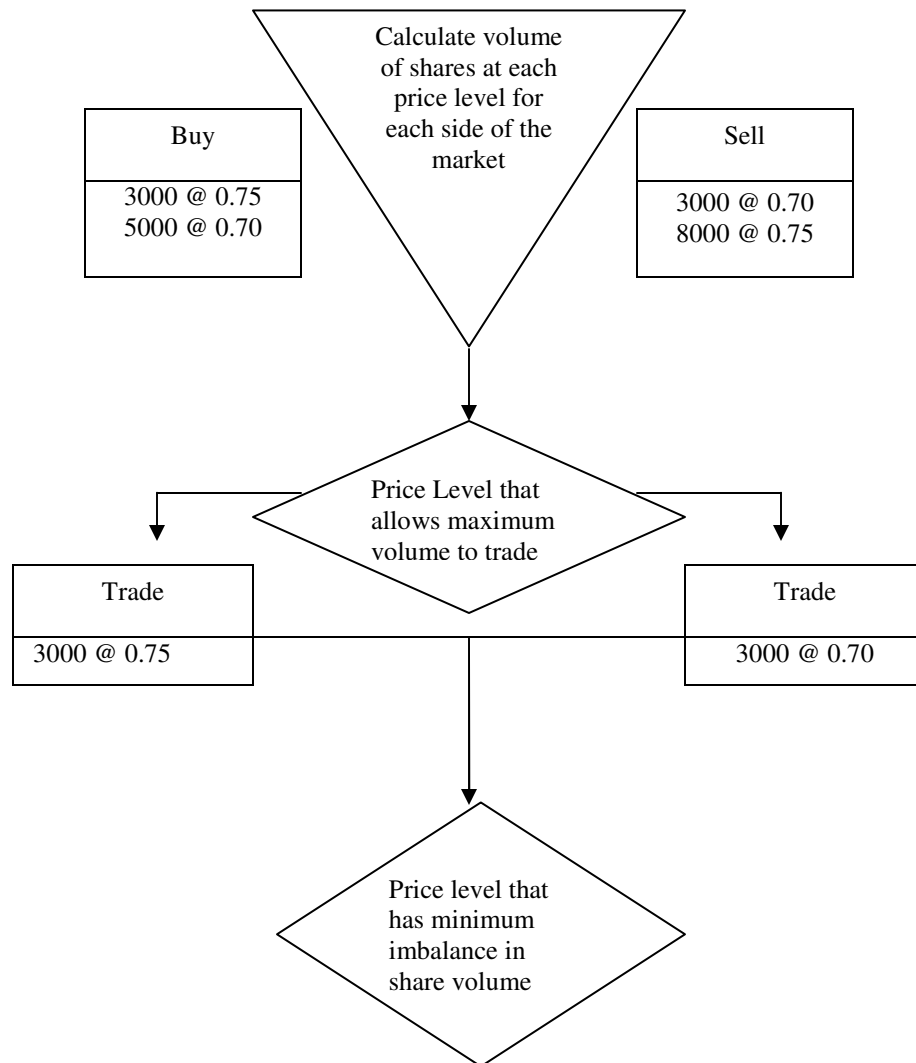 Calculate volume
of shares at each
price level for
each side of the
market
Buy
3000 @ 0.75
5000 @ 0.70
Sell
3000 @ 0.70
8000 @ 0.75
Price Level that
allows maximum
volume to trade
Trade
3000 @ 0.75
Trade
3000 @ 0.70
Price level that
has minimum
imbalance in
share volume